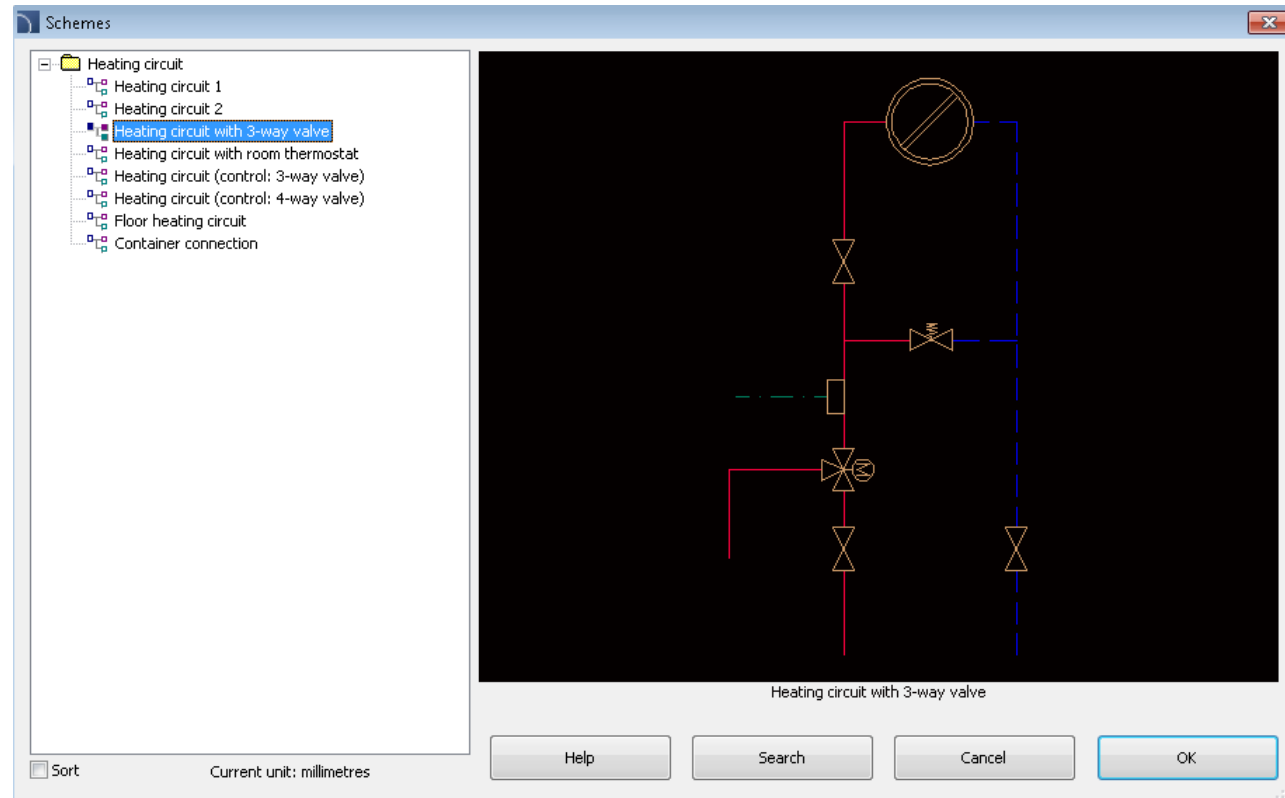 Schemes
Heating circuit
Heating circuit 1
Heating circuit 2
Heating circuit with 3-way valve
Heating circuit with room thermostat
Heating circuit (control: 3-way valve)
Heating circuit (control: 4-way valve)
Floor heating circuit
Container connection
M
Heating circuit with 3-way valve
Help
Search
Cancel
OK
Sort
Current unit: millimetres